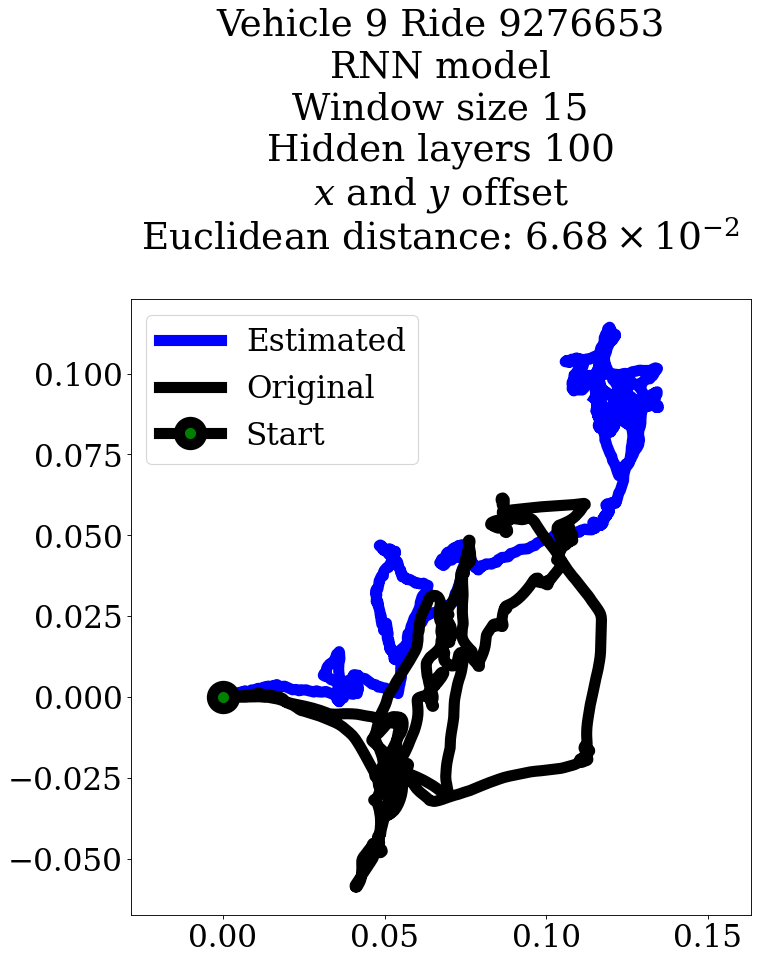 Vehicle 9 Ride 9276653
RNN model
Window size 15
Hidden layers 100
x and y offset
Euclidean distance: 6.68 × 10⁻²
Estimated
Original
Start
0.100
0.075
0.050
0.025
0.000
−0.025
−0.050
0.00 0.05 0.10 0.15